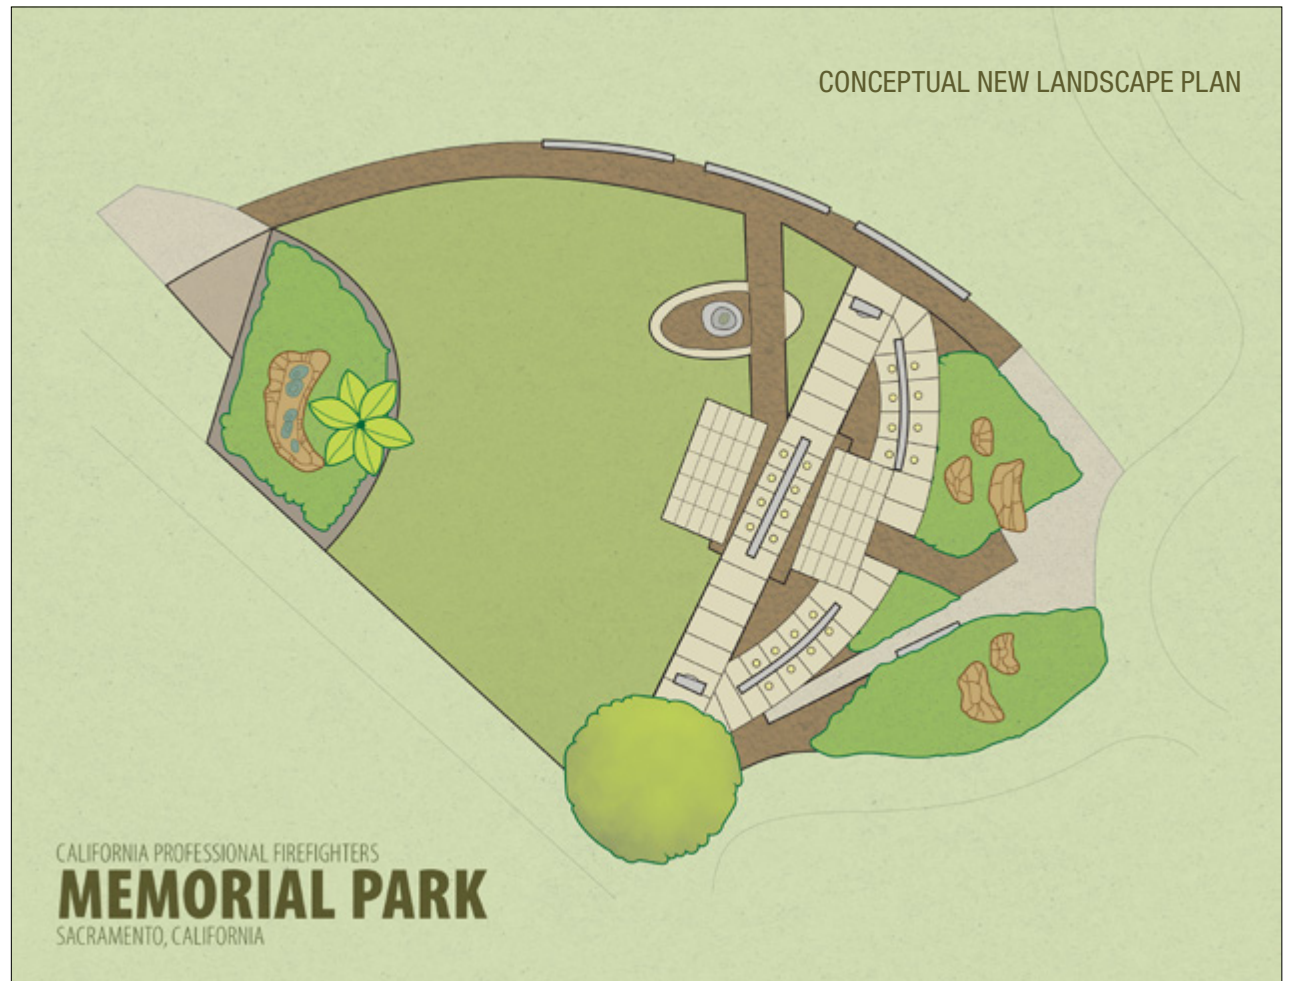 CONCEPTUAL NEW LANDSCAPE PLAN
CALIFORNIA PROFESSIONAL FIREFIGHTERS
MEMORIAL PARK
SACRAMENTO, CALIFORNIA